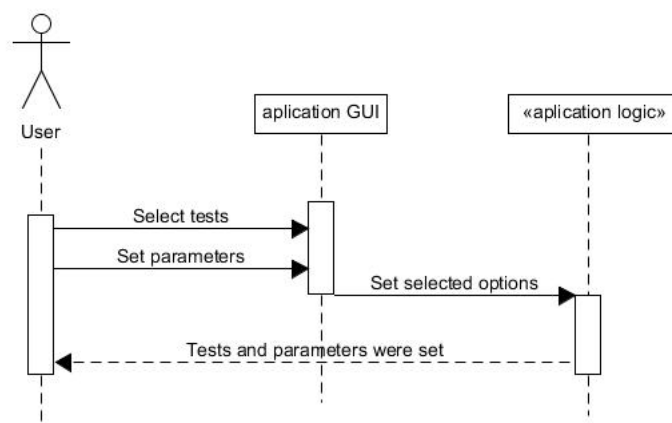 aplication GUI
«aplication logic»
User
Select tests
Set parameters
Set selected options
Tests and parameters were set